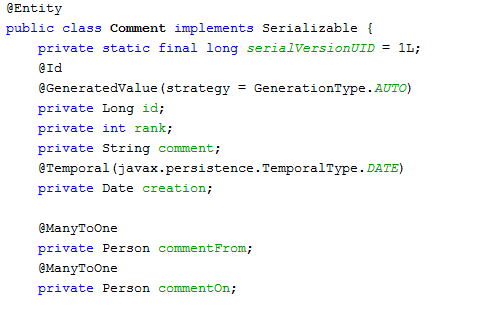 @Entity
public class Comment implements Serializable {
    private static final long serialVersionUID = 1L;
    @Id
    @GeneratedValue(strategy = GenerationType.AUTO)
    private Long id;
    private int rank;
    private String comment;
    @Temporal(javax.persistence.TemporalType.DATE)
    private Date creation;

    @ManyToOne
    private Person commentFrom;
    @ManyToOne
    private Person commentOn;